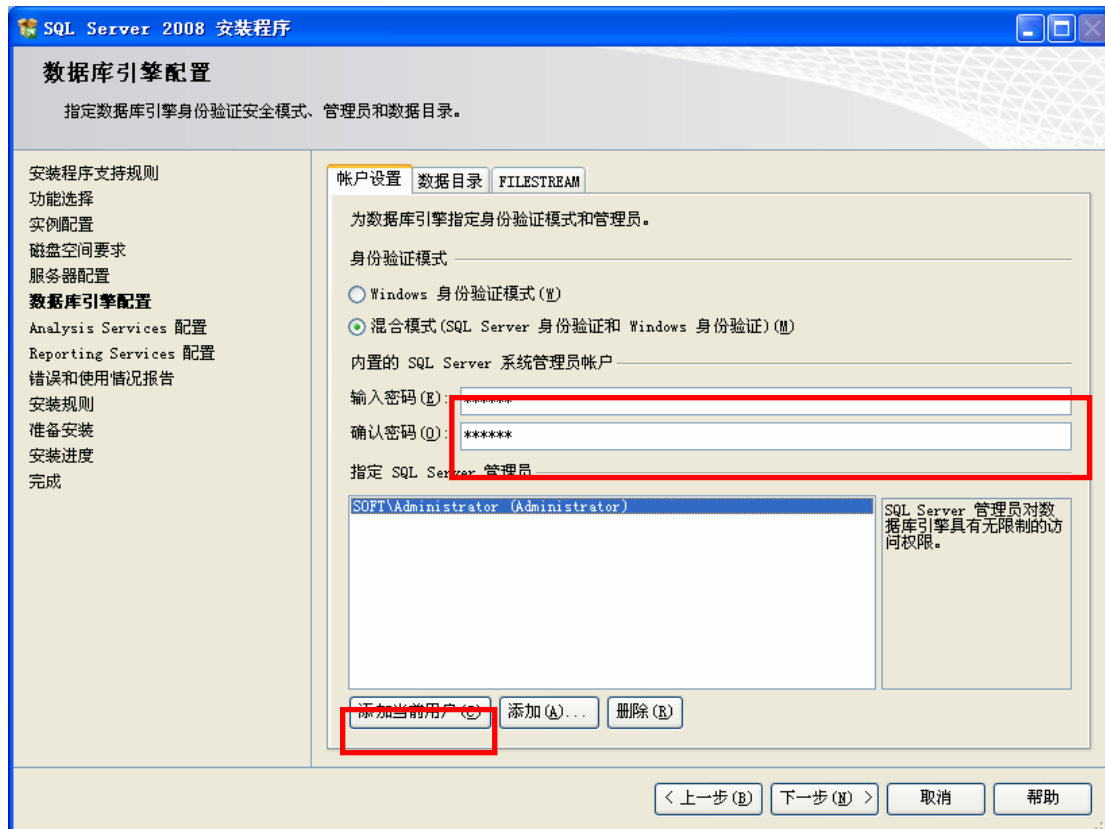 SQL Server 2008 安装程序
数据库引擎配置
指定数据库引擎身份验证安全模式、管理员和数据目录。
安装程序支持规则
功能选择
实例配置
磁盘空间要求
服务器配置
数据库引擎配置
Analysis Services 配置
Reporting Services 配置
错误和使用情况报告
安装规则
准备安装
安装进度
完成
帐户设置 数据目录 FILESTREAM
为数据库引擎指定身份验证模式和管理员。
身份验证模式
Windows 身份验证模式(W)
混合模式(SQL Server 身份验证和 Windows 身份验证)(M)
内置的 SQL Server 系统管理员帐户
输入密码(E): ******
确认密码(O): ******
指定 SQL Server 管理员
SOFT\Administrator (Administrator)
SQL Server 管理员对数
据库引擎具有无限制的访
问权限。
添加当前用户(C) 添加(A)... 删除(R)
< 上一步(B) 下一步(N) > 取消 帮助